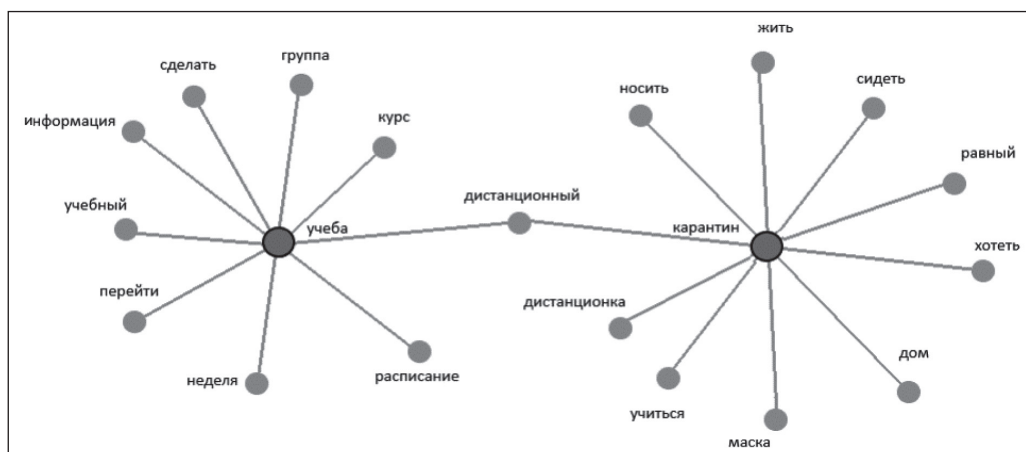 жить
группа
сделать
сидеть
носить
курс
информация
равный
дистанционный
учебный
учеба
карантин
хотеть
перейти
дистанционка
дом
расписание
неделя
учиться
маска